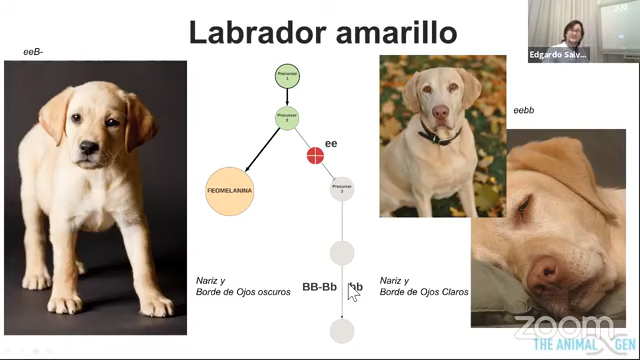 Labrador amarillo
eeB-
Edgardo Salv...
Precursor
1
Precursor
2
ee
eebb
FEOMELANINA
Precursor
3
Nariz y
Borde de Ojos oscuros
BB-Bb
bb
Nariz y
Borde de Ojos Claros
zoom
THE ANIMAL GEN